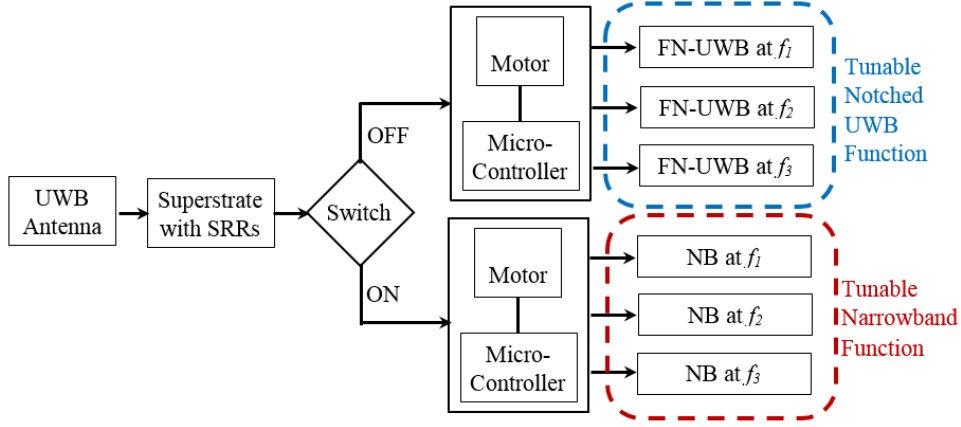 UWB
Antenna
Superstrate
with SRRs
Switch
OFF
ON
Motor
Micro-
Controller
FN-UWB at f1
FN-UWB at f2
FN-UWB at f3
Tunable
Notched
UWB
Function
Motor
Micro-
Controller
NB at f1
NB at f2
NB at f3
Tunable
Narrowband
Function